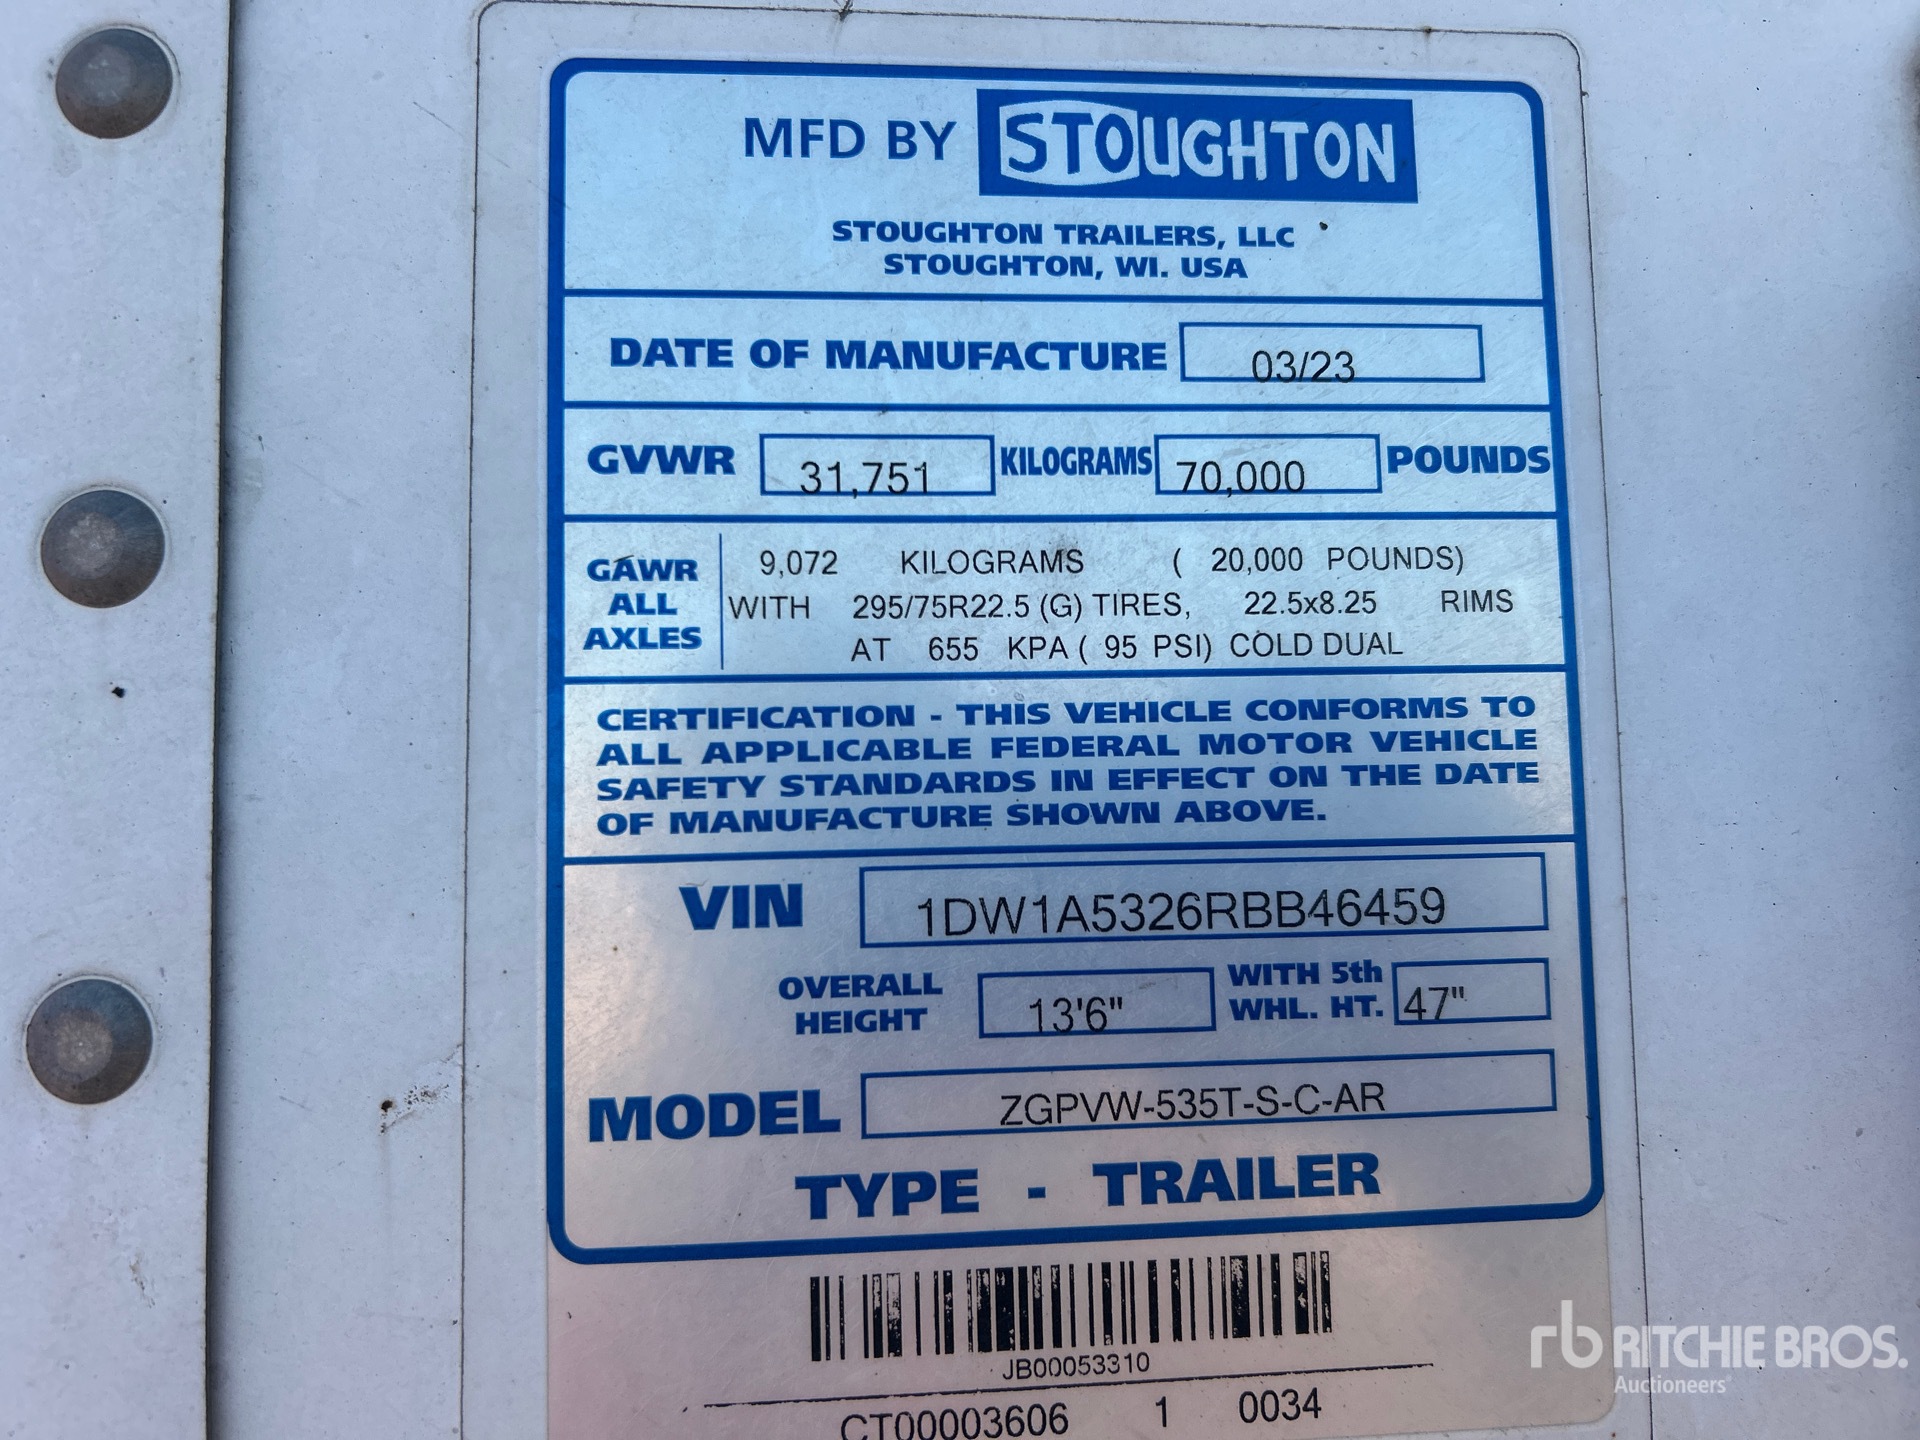 MFD BY STOUGHTON
STOUGHTON TRAILERS, LLC
STOUGHTON, WI. USA
DATE OF MANUFACTURE 03/23
GVWR 31,751 KILOGRAMS 70,000 POUNDS
GAWR ALL AXLES
9,072 KILOGRAMS ( 20,000 POUNDS)
WITH 295/75R22.5 (G) TIRES, 22.5x8.25 RIMS
AT 655 KPA ( 95 PSI) COLD DUAL
CERTIFICATION - THIS VEHICLE CONFORMS TO
ALL APPLICABLE FEDERAL MOTOR VEHICLE
SAFETY STANDARDS IN EFFECT ON THE DATE
OF MANUFACTURE SHOWN ABOVE.
VIN 1DW1A5326RBB46459
OVERALL HEIGHT 13'6" WITH 5th WHL. HT. 47"
MODEL ZGPVW-535T-S-C-AR
TYPE - TRAILER
JB00053310
CT00003606 1 0034
rb RITCHIE BROS.
Auctioneers